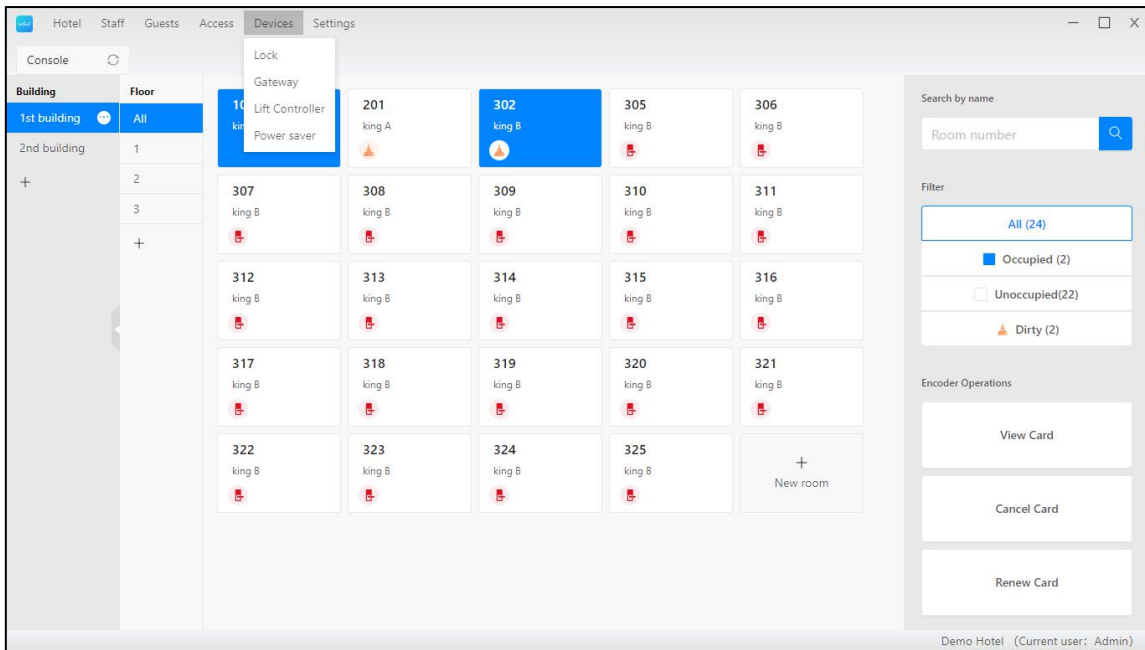 Hotel Staff Guests Access Devices Settings
Console
Lock
Gateway
Lift Controller
Power saver
Building
1st building
2nd building
+
Floor
All
1
2
3
+
10
kin
201
king A
302
king B
305
king B
306
king B
307
king B
308
king B
309
king B
310
king B
311
king B
312
king B
313
king B
314
king B
315
king B
316
king B
317
king B
318
king B
319
king B
320
king B
321
king B
322
king B
323
king B
324
king B
325
king B
+
New room
Search by name
Room number
Filter
All (24)
Occupied (2)
Unoccupied(22)
Dirty (2)
Encoder Operations
View Card
Cancel Card
Renew Card
Demo Hotel (Current user: Admin)